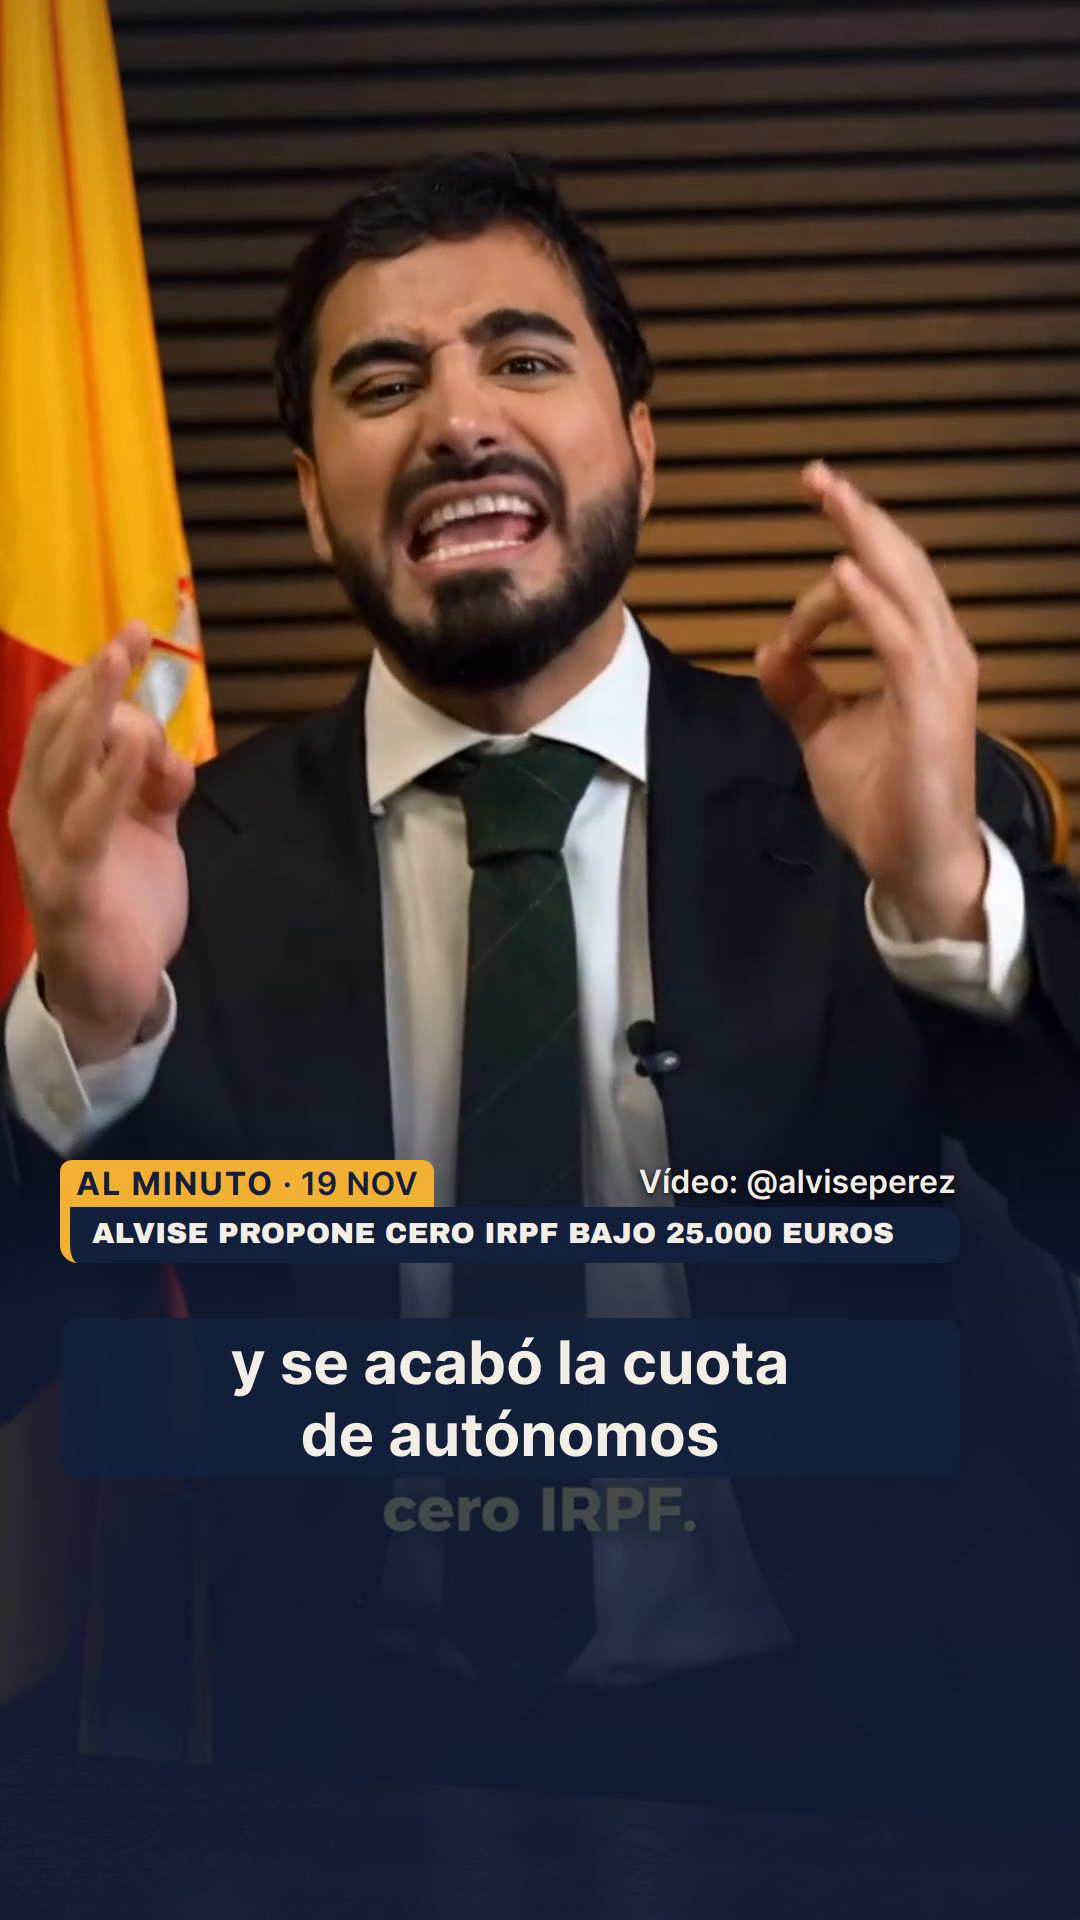 AL MINUTO · 19 NOV
Vídeo: @alviseperez
ALVISE PROPONE CERO IRPF BAJO 25.000 EUROS
y se acabó la cuota
de autónomos
cero IRPF.